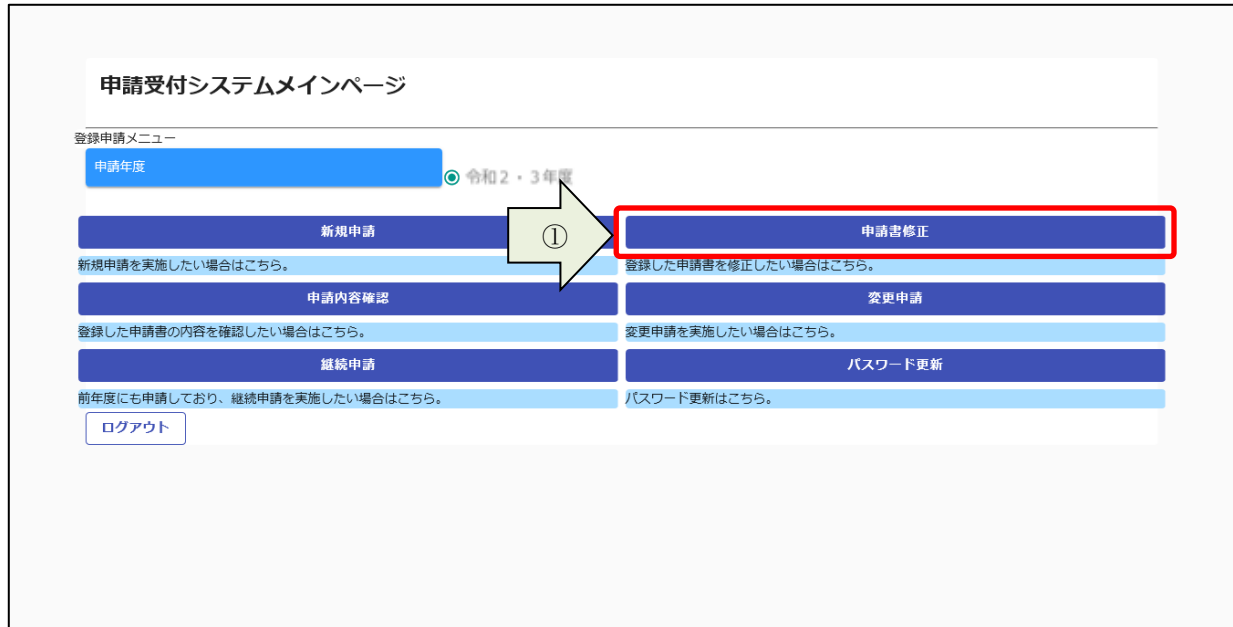 申請受付システムメインページ
登録申請メニュー
申請年度
令和2・3年度
新規申請
①
申請書修正
新規申請を実施したい場合はこちら。
登録した申請書を修正したい場合はこちら。
申請内容確認
変更申請
登録した申請書の内容を確認したい場合はこちら。
変更申請を実施したい場合はこちら。
継続申請
パスワード更新
前年度にも申請しており、継続申請を実施したい場合はこちら。
パスワード更新はこちら。
ログアウト